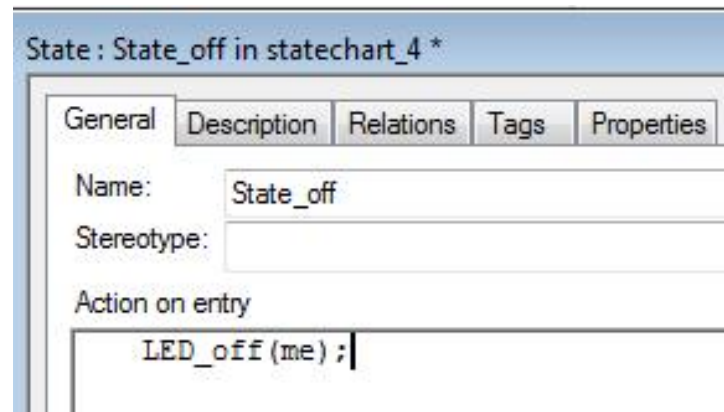 State : State_off in statechart_4 *
General Description Relations Tags Properties
Name: State_off
Stereotype:
Action on entry
LED_off(me);